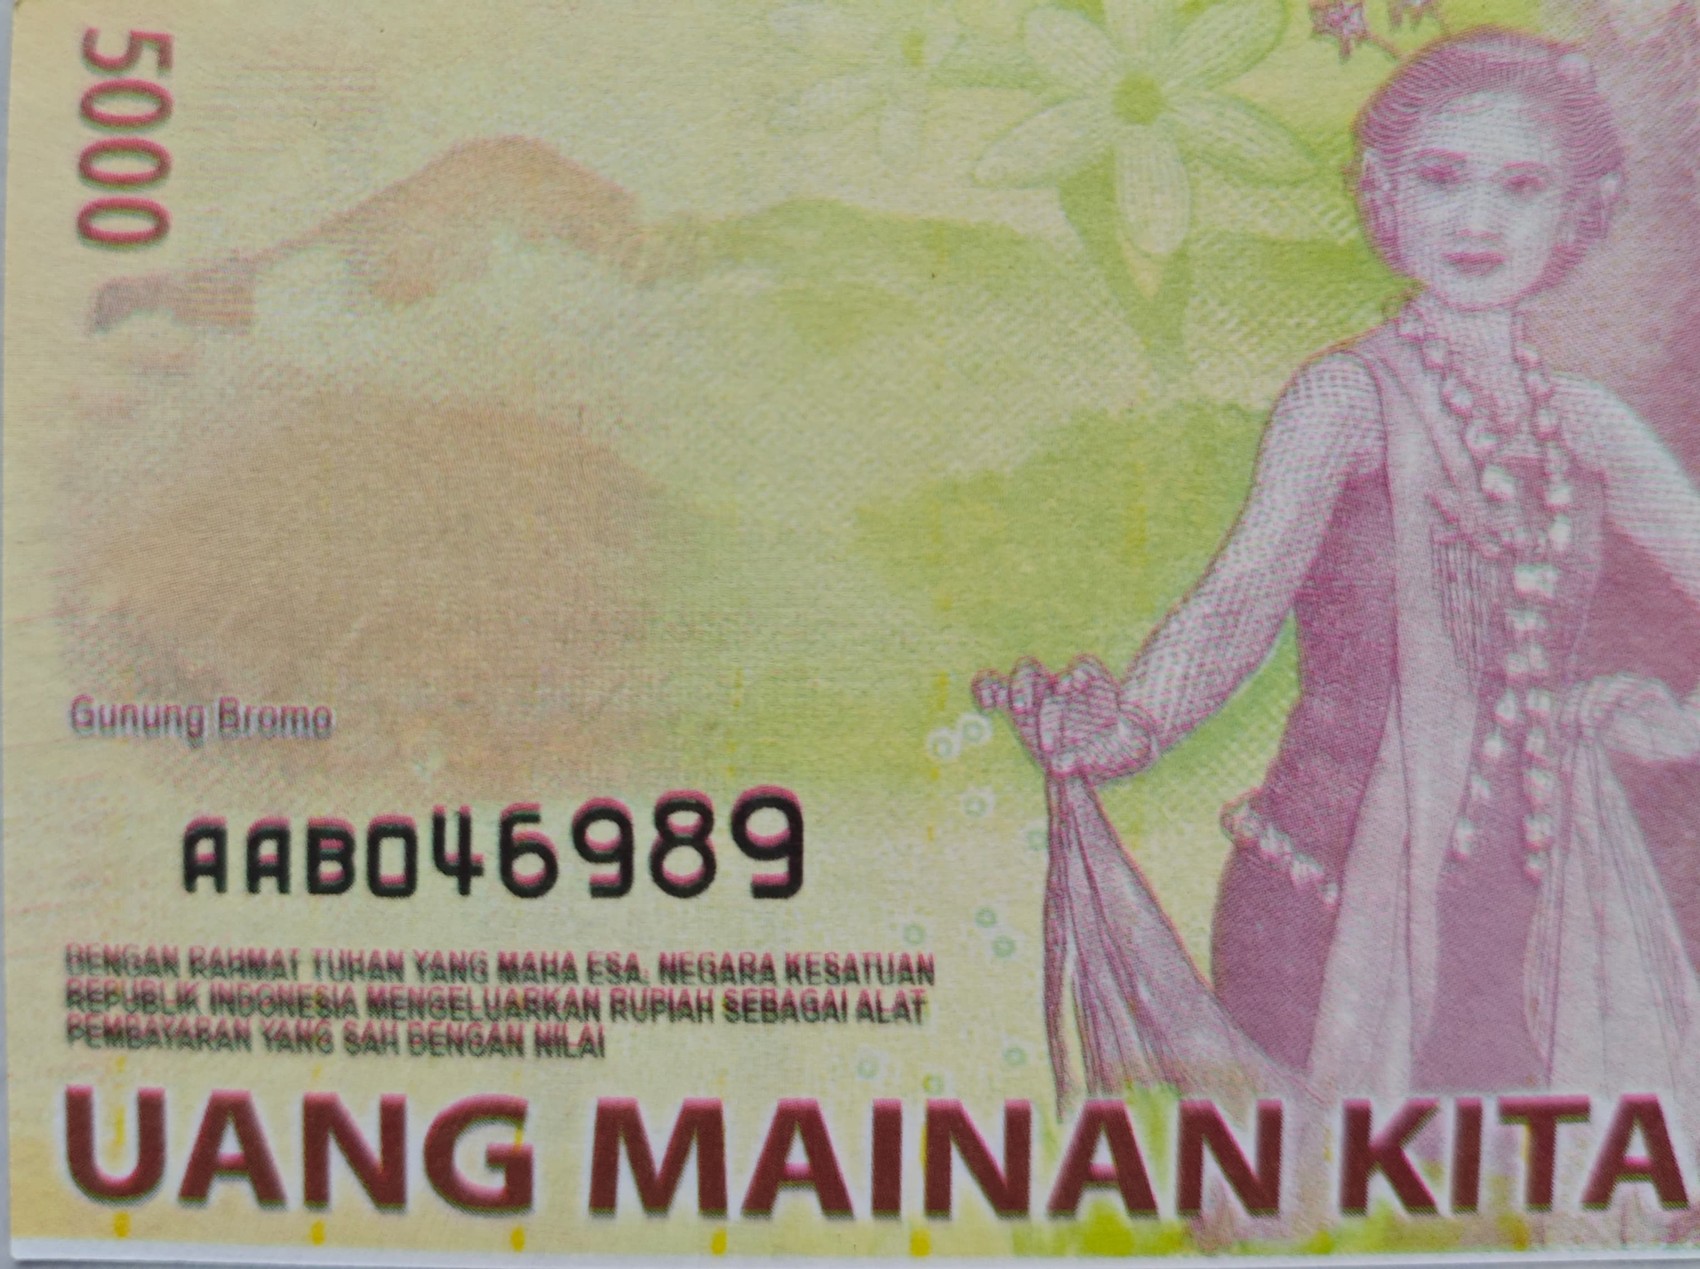 5000
Gunung Bromo
AAB046989
DENGAN RAHMAT TUHAN YANG MAHA ESA, NEGARA KESATUAN
REPUBLIK INDONESIA MENGELUARKAN RUPIAH SEBAGAI ALAT
PEMBAYARAN YANG SAH DENGAN NILAI
UANG MAINAN KITA